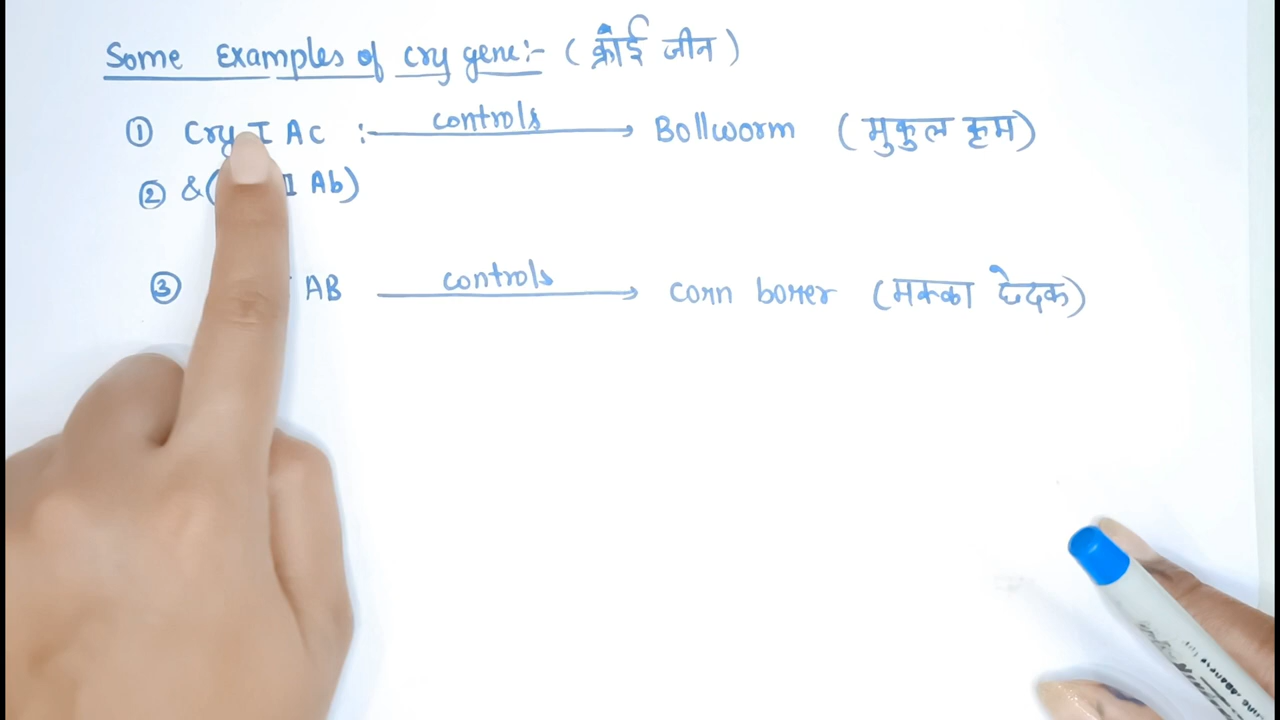 Some Examples of cry gene:- (क्राई जीन)
① Cry I Ac :- controls → Bollworm (मुकुल कृम)
② &( I Ab)
③ AB controls → Corn borer (मक्का छेदक)